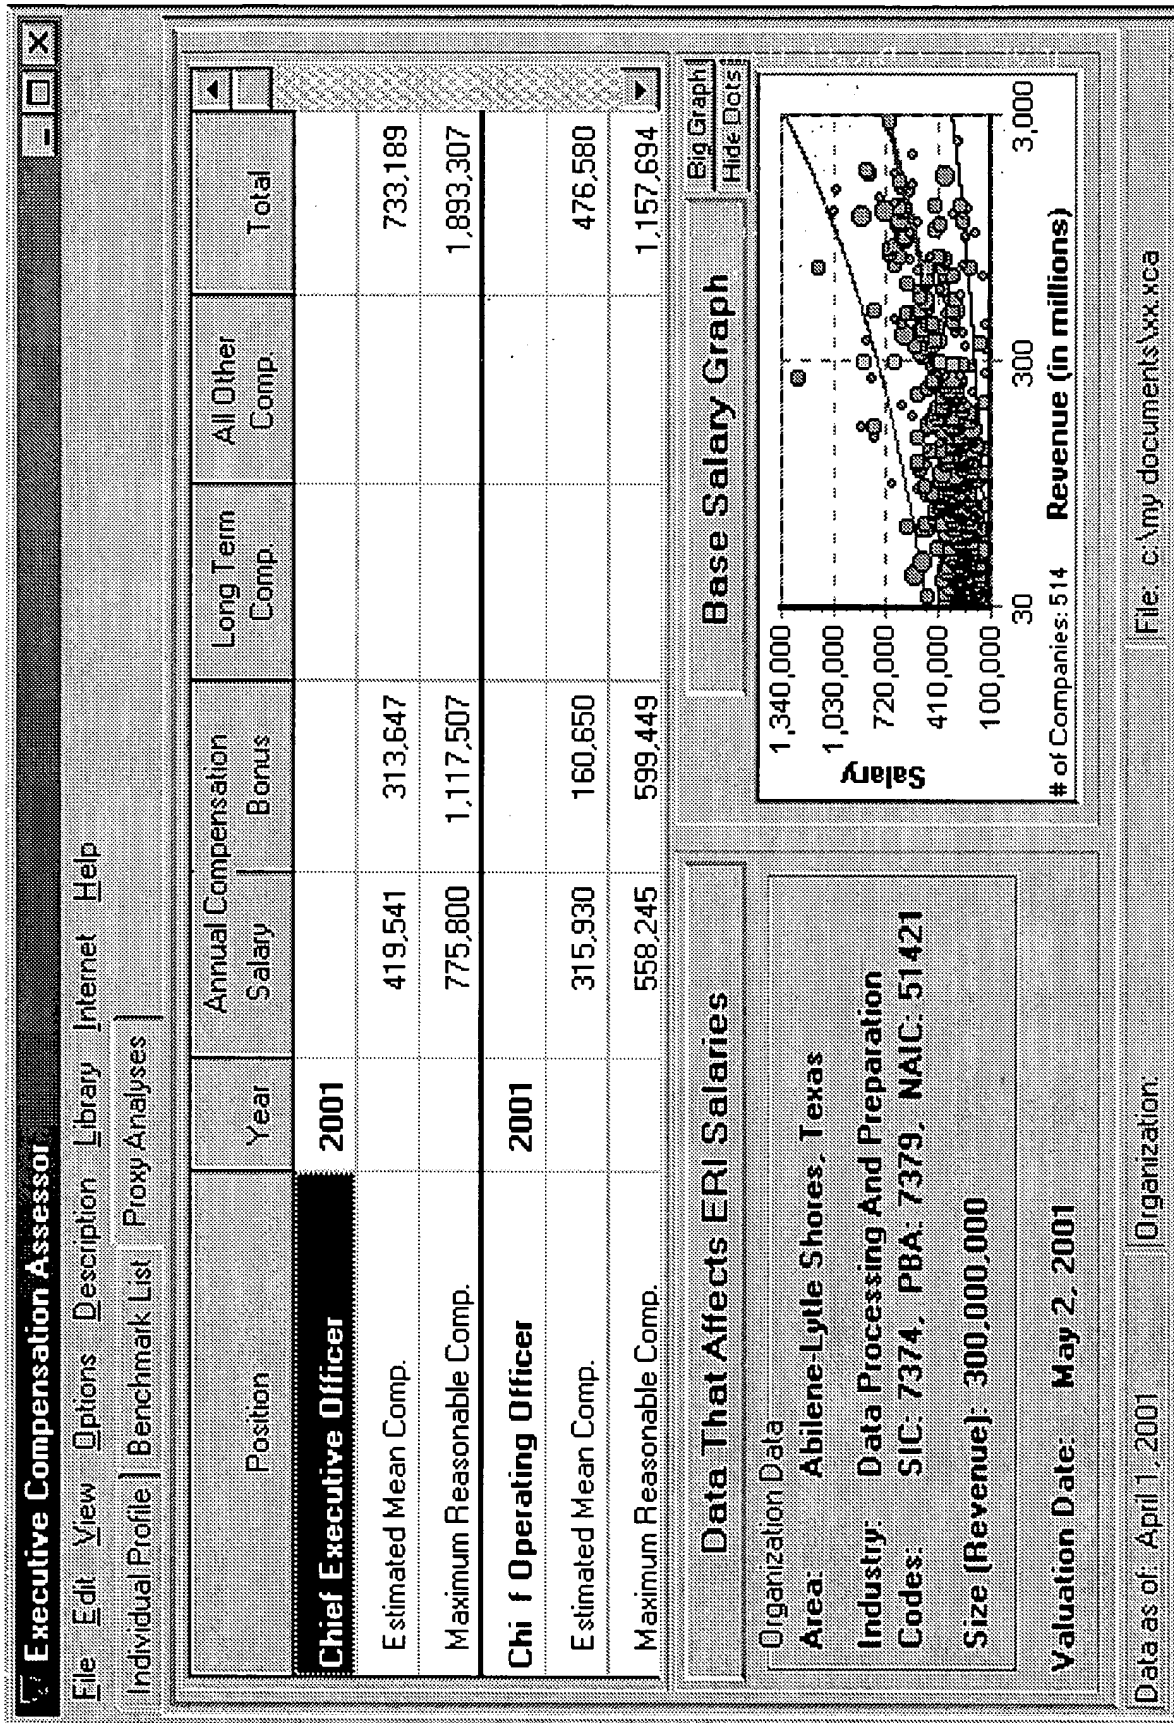 Executive Compensation Assessor
File Edit View Options Description Library Internet Help
Individual Profile Benchmark List Proxy Analyses
Position Year Annual Compensation Salary Bonus Long Term Comp. All Other Comp. Total
Chief Executive Officer 2001
Estimated Mean Comp. 419,541 313,647 733,189
Maximum Reasonable Comp. 775,800 1,117,507 1,893,307
Chi f Operating Officer 2001
Estimated Mean Comp. 315,930 160,650 476,580
Maximum Reasonable Comp. 558,245 599,449 1,157,694
Data That Affects ERI Salaries
Organization Data
Area: Abilene-Lytle Shores, Texas
Industry: Data Processing And Preparation
Codes: SIC: 7374, PBA: 7379, NAIC: 51421
Size (Revenue): 300,000,000
Valuation Date: May 2, 2001
Base Salary Graph
Big Graph
Hide Dots
Salary
1,340,000
1,030,000
720,000
410,000
100,000
30 300 3,000
# of Companies: 514 Revenue (in millions)
Data as of: April 1, 2001 Organization: File: c:\my documents\xx.xca